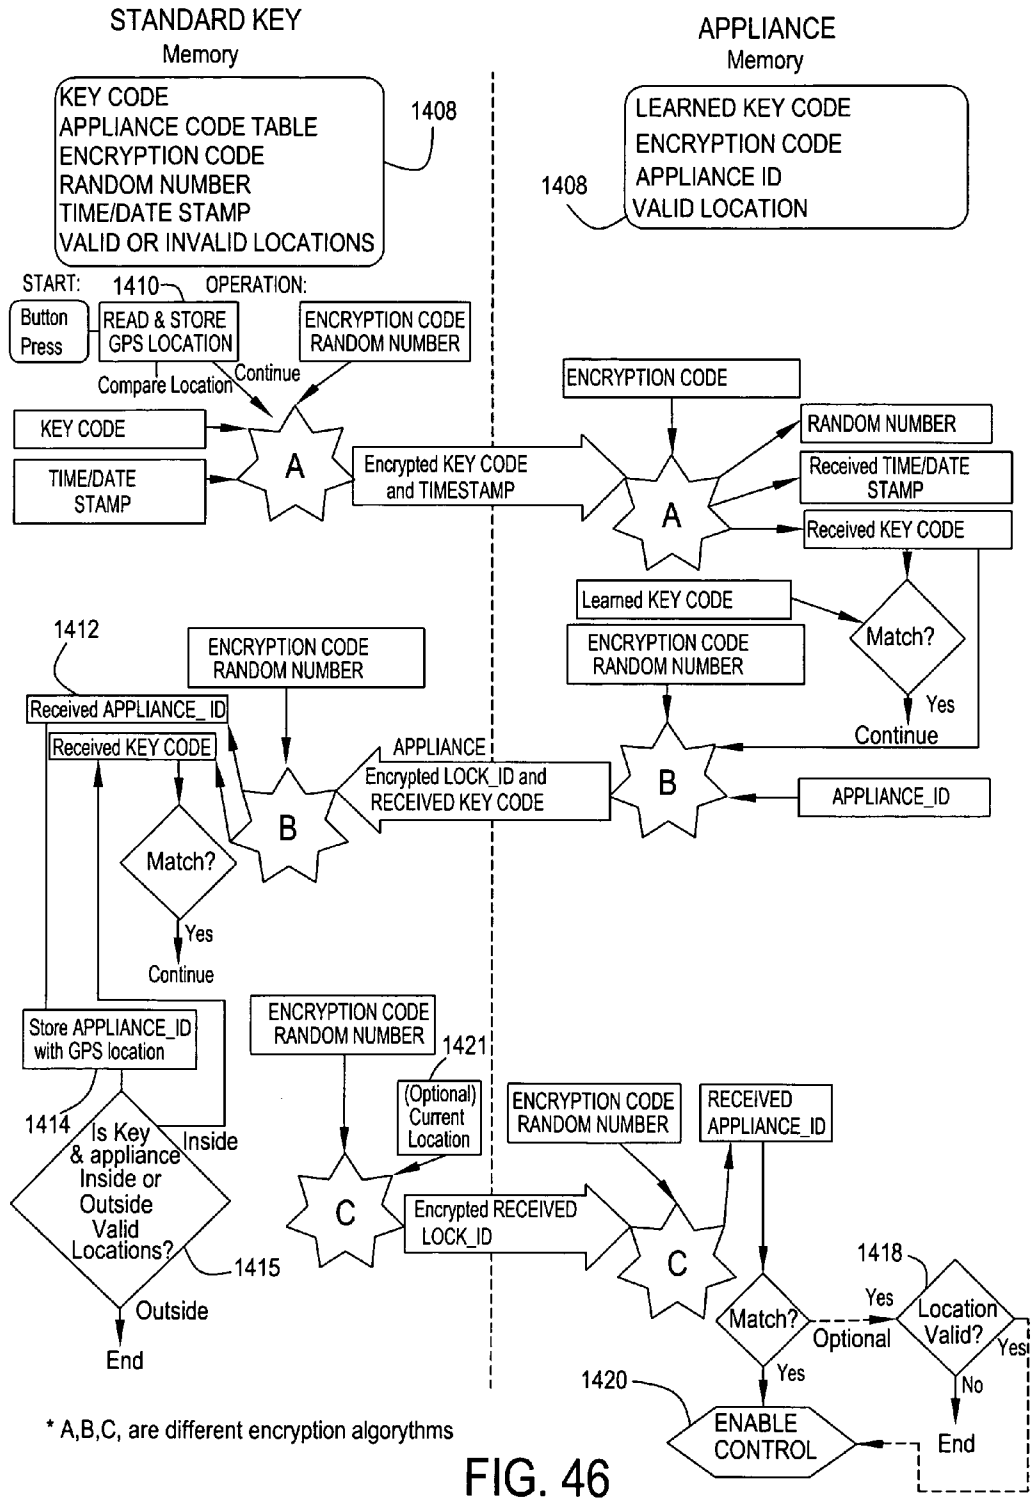 STANDARD KEY
Memory
KEY CODE
APPLIANCE CODE TABLE
ENCRYPTION CODE
RANDOM NUMBER
TIME/DATE STAMP
VALID OR INVALID LOCATIONS
1408
APPLIANCE
Memory
LEARNED KEY CODE
ENCRYPTION CODE
APPLIANCE ID
VALID LOCATION
1408
START:
1410
OPERATION:
Button
Press
READ & STORE
GPS LOCATION
ENCRYPTION CODE
RANDOM NUMBER
Compare Location
Continue
KEY CODE
TIME/DATE
STAMP
A
Encrypted KEY CODE
and TIMESTAMP
ENCRYPTION CODE
A
RANDOM NUMBER
Received TIME/DATE
STAMP
Received KEY CODE
Learned KEY CODE
Match?
Yes
Continue
ENCRYPTION CODE
RANDOM NUMBER
B
APPLIANCE_ID
1412
ENCRYPTION CODE
RANDOM NUMBER
Received APPLIANCE_ ID
Received KEY CODE
APPLIANCE
Encrypted LOCK_ID and
RECEIVED KEY CODE
B
Match?
Yes
Continue
Store APPLIANCE_ID
with GPS location
1414
Is Key
& appliance
Inside or
Outside
Valid
Locations?
Inside
1415
Outside
End
ENCRYPTION CODE
RANDOM NUMBER
1421
(Optional)
Current
Location
C
Encrypted RECEIVED
LOCK_ID
ENCRYPTION CODE
RANDOM NUMBER
RECEIVED
APPLIANCE_ID
C
Match?
Yes
Optional
1418
Location
Valid?
Yes
No
End
Yes
1420
ENABLE
CONTROL
* A,B,C, are different encryption algorythms
FIG. 46